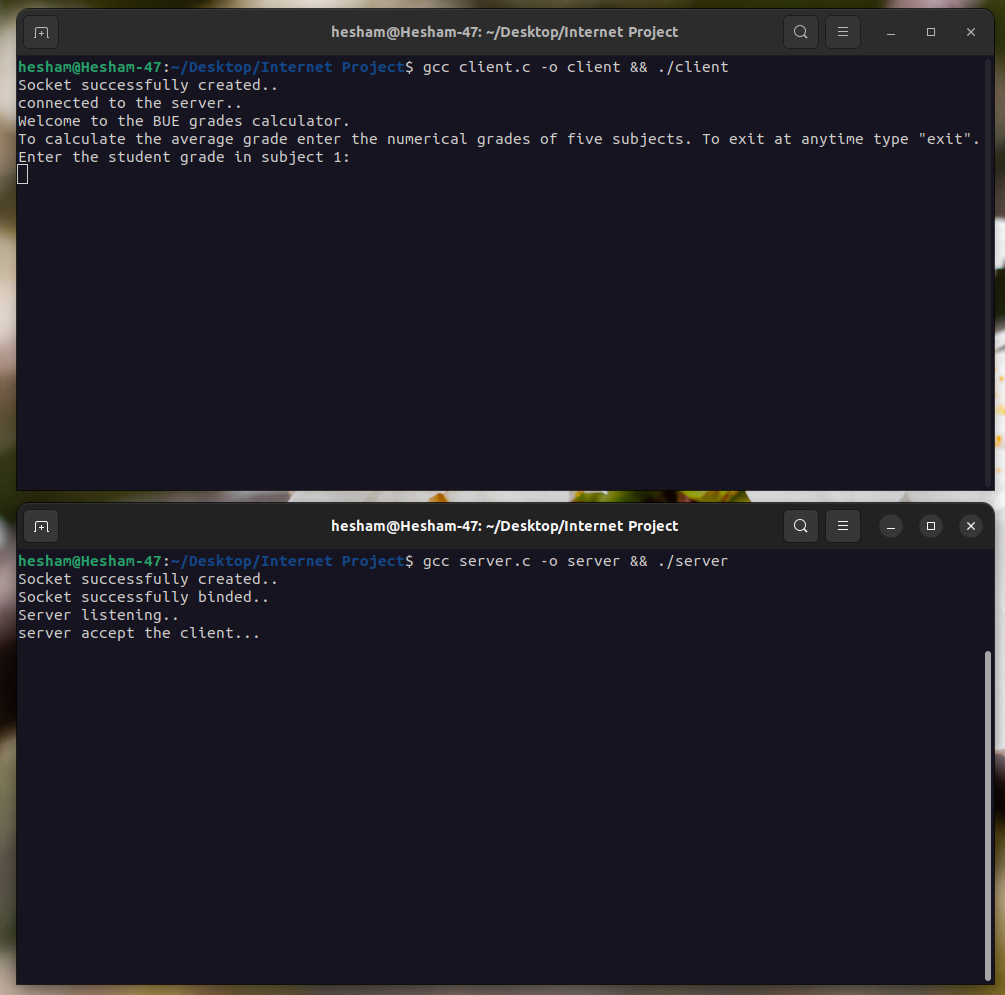 hesham@Hesham-47: ~/Desktop/Internet Project
hesham@Hesham-47:~/Desktop/Internet Project$ gcc client.c -o client && ./client
Socket successfully created..
connected to the server..
Welcome to the BUE grades calculator.
To calculate the average grade enter the numerical grades of five subjects. To exit at anytime type "exit".
Enter the student grade in subject 1:
hesham@Hesham-47: ~/Desktop/Internet Project
hesham@Hesham-47:~/Desktop/Internet Project$ gcc server.c -o server && ./server
Socket successfully created..
Socket successfully binded..
Server listening..
server accept the client...